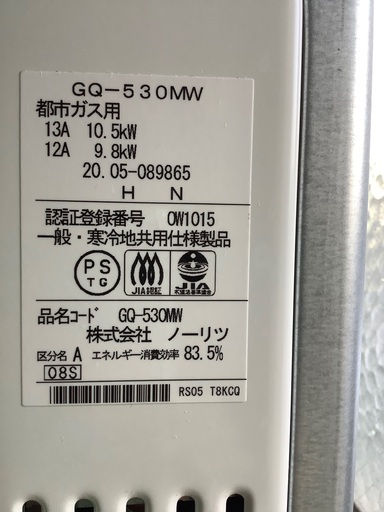 GQ-530MW
都市ガス用
13A 10.5kW
12A 9.8kW
20.05-089865
H N
認証登録番号 OW1015
一般・寒冷地共用仕様製品
PS
TG
JIA認証
JIA
品名コード GQ-530MW
株式会社 ノーリツ
区分名 A エネルギー消費効率 83.5%
08S
RS05 T8KCQ